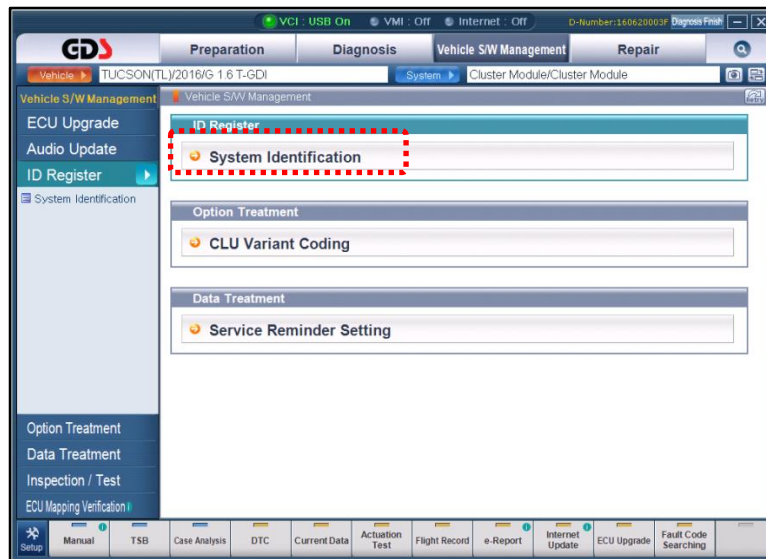 VCI : USB On VMI : Off Internet : Off D-Number:160620003F Diagnosis Finish
GDS Preparation Diagnosis Vehicle S/W Management Repair
Vehicle TUCSON(TL)/2016/G 1.6 T-GDI System Cluster Module/Cluster Module
Vehicle S/W Management
Vehicle S/W Management
Retry
ECU Upgrade
Audio Update
ID Register
System Identification
ID Register
System Identification
Option Treatment
CLU Variant Coding
Data Treatment
Service Reminder Setting
Option Treatment
Data Treatment
Inspection / Test
ECU Mapping Verification
Setup
Manual
TSB
Case Analysis
DTC
Current Data
Actuation
Test
Flight Record
e-Report
Internet
Update
ECU Upgrade
Fault Code
Searching